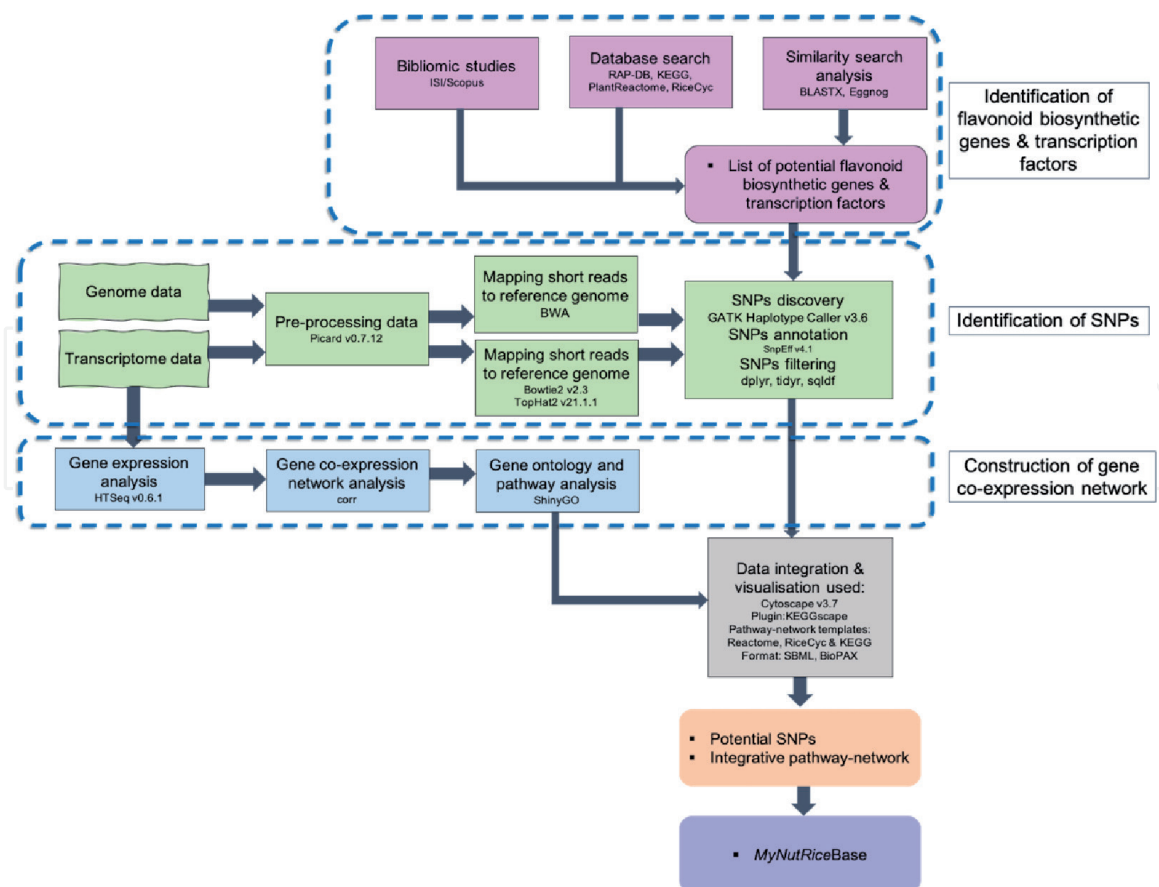 Bibliomic studies
ISI/Scopus
Database search
RAP-DB, KEGG,
PlantReactome, RiceCyc
Similarity search
analysis
BLASTX, Eggnog
▪ List of potential flavonoid
biosynthetic genes &
transcription factors
Identification of
flavonoid biosynthetic
genes & transcription
factors
Genome data
Transcriptome data
Pre-processing data
Picard v0.7.12
Mapping short reads
to reference genome
BWA
Mapping short reads
to reference genome
Bowtie2 v2.3
TopHat2 v21.1.1
SNPs discovery
GATK Haplotype Caller v3.6
SNPs annotation
SnpEff v4.1
SNPs filtering
dplyr, tidyr, sqldf
Identification of SNPs
Gene expression
analysis
HTSeq v0.6.1
Gene co-expression
network analysis
corr
Gene ontology and
pathway analysis
ShinyGO
Construction of gene
co-expression network
Data integration &
visualisation used:
Cytoscape v3.7
Plugin:KEGGscape
Pathway-network templates:
Reactome, RiceCyc & KEGG
Format: SBML, BioPAX
▪ Potential SNPs
▪ Integrative pathway-network
▪ MyNutRiceBase